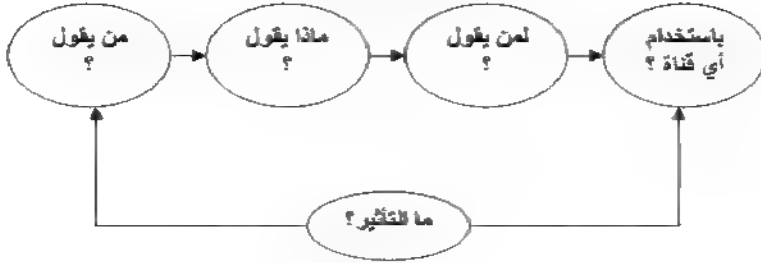 من يقول
؟
ماذا يقول
؟
لمن يقول
؟
باستخدام
أي قناة ؟
ما التأثير؟